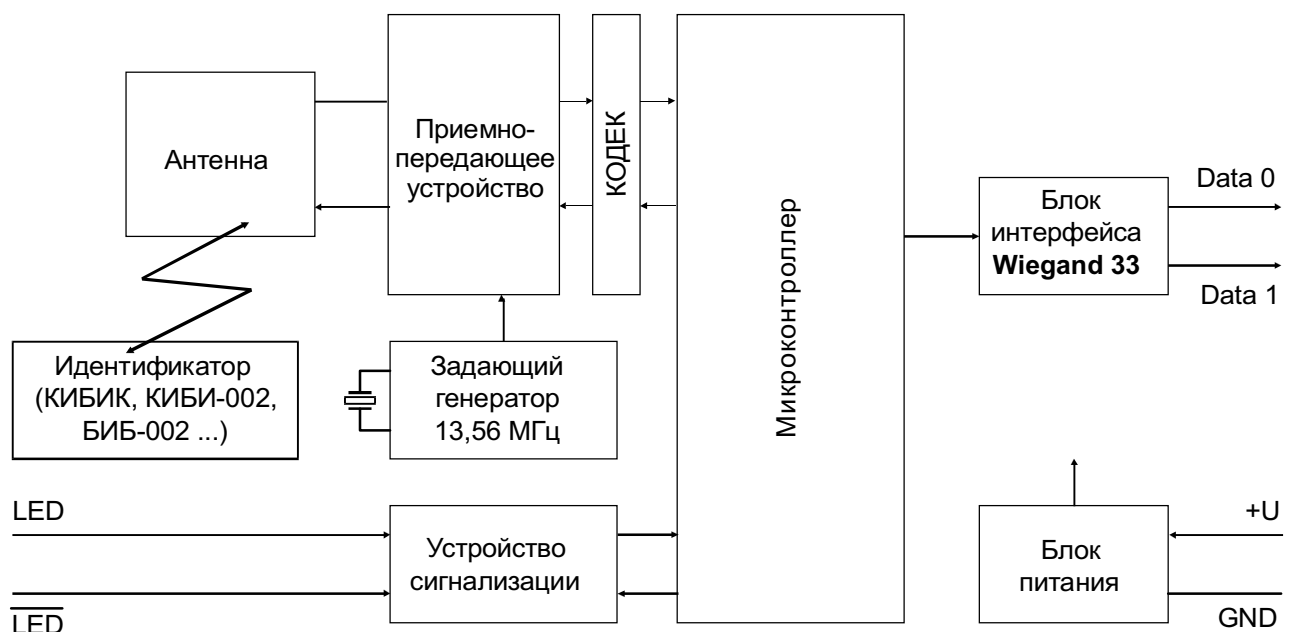 Антенна
Приемно-
передающее
устройство
КОДЕК
Микроконтроллер
Блок
интерфейса
Wiegand 33
Data 0
Data 1
Идентификатор
(КИБИК, КИБИ-002,
БИБ-002 ...)
Задающий
генератор
13,56 МГц
LED
LED
Устройство
сигнализации
Блок
питания
+U
GND